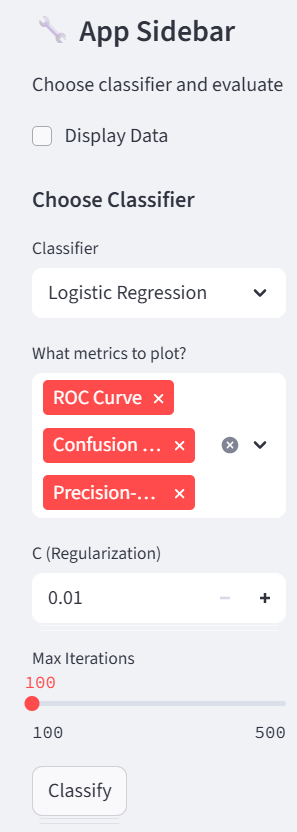 App Sidebar
Choose classifier and evaluate
Display Data
Choose Classifier
Classifier
Logistic Regression
What metrics to plot?
ROC Curve ×
Confusion ... ×
Precision-... ×
C (Regularization)
0.01 − +
Max Iterations
100
100 500
Classify